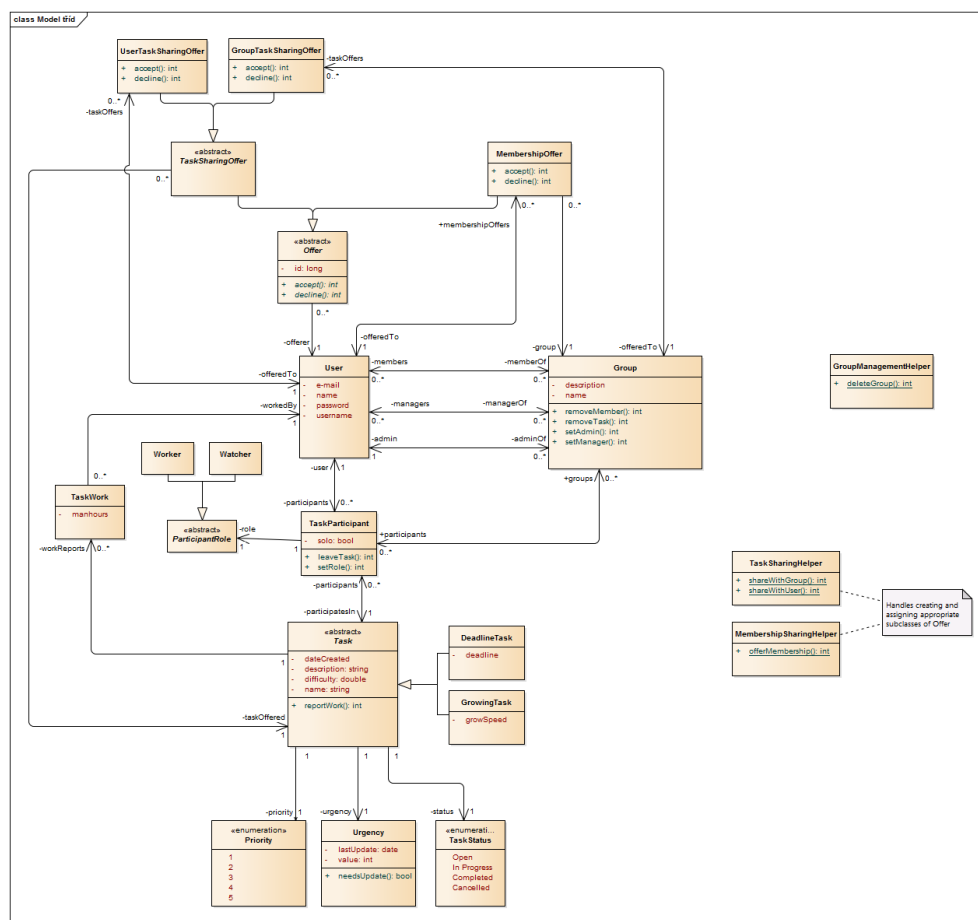 class Model tříd
UserTaskSharingOffer
+ accept(): int
+ decline(): int
GroupTaskSharingOffer
+ accept(): int
+ decline(): int
-taskOffers
0..*
0..*
-taskOffers
«abstract»
TaskSharingOffer
0..*
MembershipOffer
+ accept(): int
+ decline(): int
0..*
0..*
+membershipOffers
«abstract»
Offer
- id: long
+ accept(): int
+ decline(): int
0..*
-offerer
1
-offeredTo
1
-group
1
-offeredTo
1
User
- e-mail
- name
- password
- username
-members
0..*
-memberOf
0..*
-managers
0..*
-managerOf
0..*
-admin
1
-adminOf
0..*
Group
- description
- name
+ removeMember(): int
+ removeTask(): int
+ setAdmin(): int
+ setManager(): int
GroupManagementHelper
+ deleteGroup(): int
-offeredTo
1
-workedBy
1
-user
1
+groups
0..*
Worker
Watcher
0..*
TaskWork
- manhours
-workReports
0..*
«abstract»
ParticipantRole
-role
1
1
-participants
0..*
TaskParticipant
- solo: bool
+ leaveTask(): int
+ setRole(): int
+participants
0..*
-participants
0..*
-participatesIn
1
TaskSharingHelper
+ shareWithGroup(): int
+ shareWithUser(): int
MembershipSharingHelper
+ offerMembership(): int
Handles creating and
assigning appropriate
subclasses of Offer
«abstract»
Task
- dateCreated
- description: string
- difficulty: double
- name: string
+ reportWork(): int
1
-taskOffered
1
DeadlineTask
- deadline
GrowingTask
- growSpeed
1
1
1
-priority
1
-urgency
1
-status
1
«enumeration»
Priority
1
2
3
4
5
Urgency
- lastUpdate: date
- value: int
+ needsUpdate(): bool
«enumerati...
TaskStatus
Open
In Progress
Completed
Cancelled